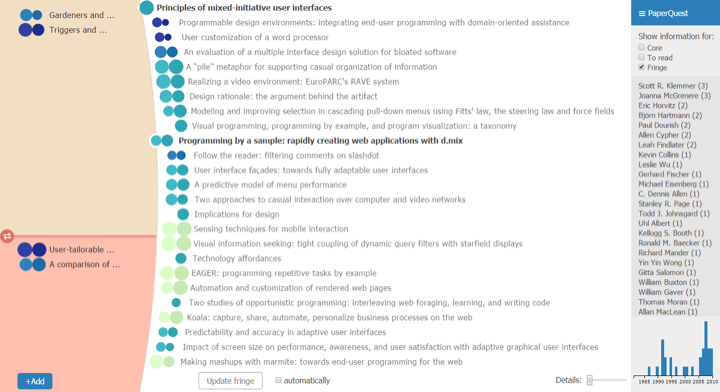 Gardeners and ...
Triggers and ...
User-tailorable ...
A comparison of ...
+Add
Principles of mixed-initiative user interfaces
Programmable design environments: integrating end-user programming with domain-oriented assistance
User customization of a word processor
An evaluation of a multiple interface design solution for bloated software
A “pile” metaphor for supporting casual organization of information
Realizing a video environment: EuroPARC's RAVE system
Design rationale: the argument behind the artifact
Modeling and improving selection in cascading pull-down menus using Fitts' law, the steering law and force fields
Visual programming, programming by example, and program visualization: a taxonomy
Programming by a sample: rapidly creating web applications with d.mix
Follow the reader: filtering comments on slashdot
User interface façades: towards fully adaptable user interfaces
A predictive model of menu performance
Two approaches to casual interaction over computer and video networks
Implications for design
Sensing techniques for mobile interaction
Visual information seeking: tight coupling of dynamic query filters with starfield displays
Technology affordances
EAGER: programming repetitive tasks by example
Automation and customization of rendered web pages
Two studies of opportunistic programming: interleaving web foraging, learning, and writing code
Koala: capture, share, automate, personalize business processes on the web
Predictability and accuracy in adaptive user interfaces
Impact of screen size on performance, awareness, and user satisfaction with adaptive graphical user interfaces
Making mashups with marmite: towards end-user programming for the web
Update fringe
automatically
Details:
≡ PaperQuest
Show information for:
Core
To read
Fringe
Scott R. Klemmer (3)
Joanna McGrenere (3)
Eric Horvitz (2)
Björn Hartmann (2)
Paul Dourish (2)
Allen Cypher (2)
Leah Findlater (2)
Kevin Collins (1)
Leslie Wu (1)
Gerhard Fischer (1)
Michael Eisenberg (1)
C. Dennis Allen (1)
Stanley R. Page (1)
Todd J. Johnsgard (1)
Uhl Albert (1)
Kellogg S. Booth (1)
Ronald M. Baecker (1)
Richard Mander (1)
Yin Yin Wong (1)
Gitta Salomon (1)
William Buxton (1)
William Gaver (1)
Thomas Moran (1)
Allan MacLean (1)
1985 1990 1995 2000 2005 2010